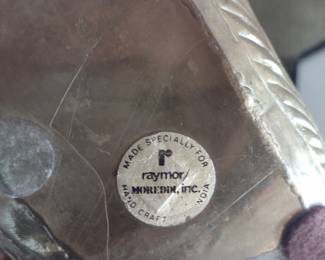 MADE SPECIALLY FOR
r
raymor/
MOREDDI, INC.
HAND CRAFT INDIA